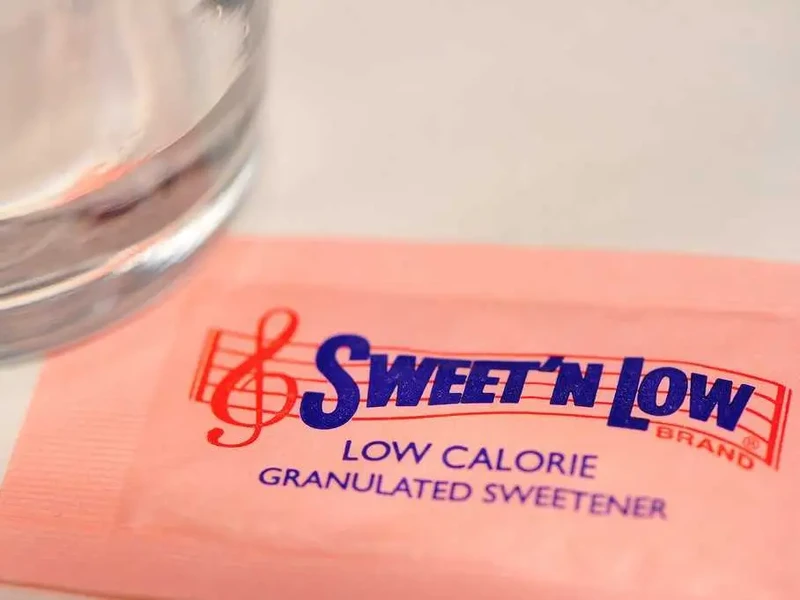 SWEET'N LOW
® BRAND
LOW CALORIE
GRANULATED SWEETENER